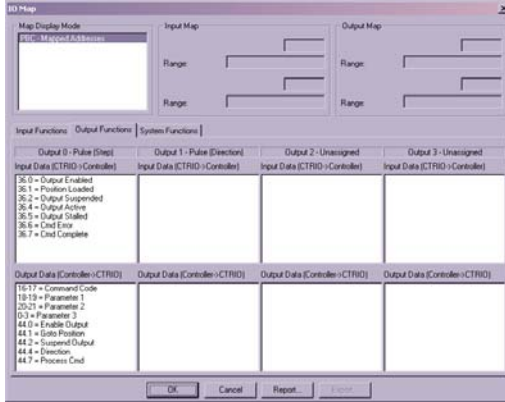 IO Map
Map Display Mode
PBC - Mapped Addresses
Input Map
Range:
Range:
Output Map
Range:
Range:
Input Functions
Output Functions
System Functions
Output 0 - Pulse (Step)
Output 1 - Pulse (Direction)
Output 2 - Unassigned
Output 3 - Unassigned
Input Data (CTRIO->Controller)
Input Data (CTRIO->Controller)
Input Data (CTRIO->Controller)
Input Data (CTRIO->Controller)
36.0 = Output Enabled
36.1 = Position Loaded
36.2 = Output Suspended
36.4 = Output Active
36.5 = Output Stalled
36.6 = Cmd Error
36.7 = Cmd Complete
Output Data (Controller->CTRIO)
Output Data (Controller->CTRIO)
Output Data (Controller->CTRIO)
Output Data (Controller->CTRIO)
16-17 = Command Code
18-19 = Parameter 1
20-21 = Parameter 2
0-3 = Parameter 3
44.0 = Enable Output
44.1 = Goto Position
44.2 = Suspend Output
44.4 = Direction
44.7 = Process Cmd
OK
Cancel
Report...